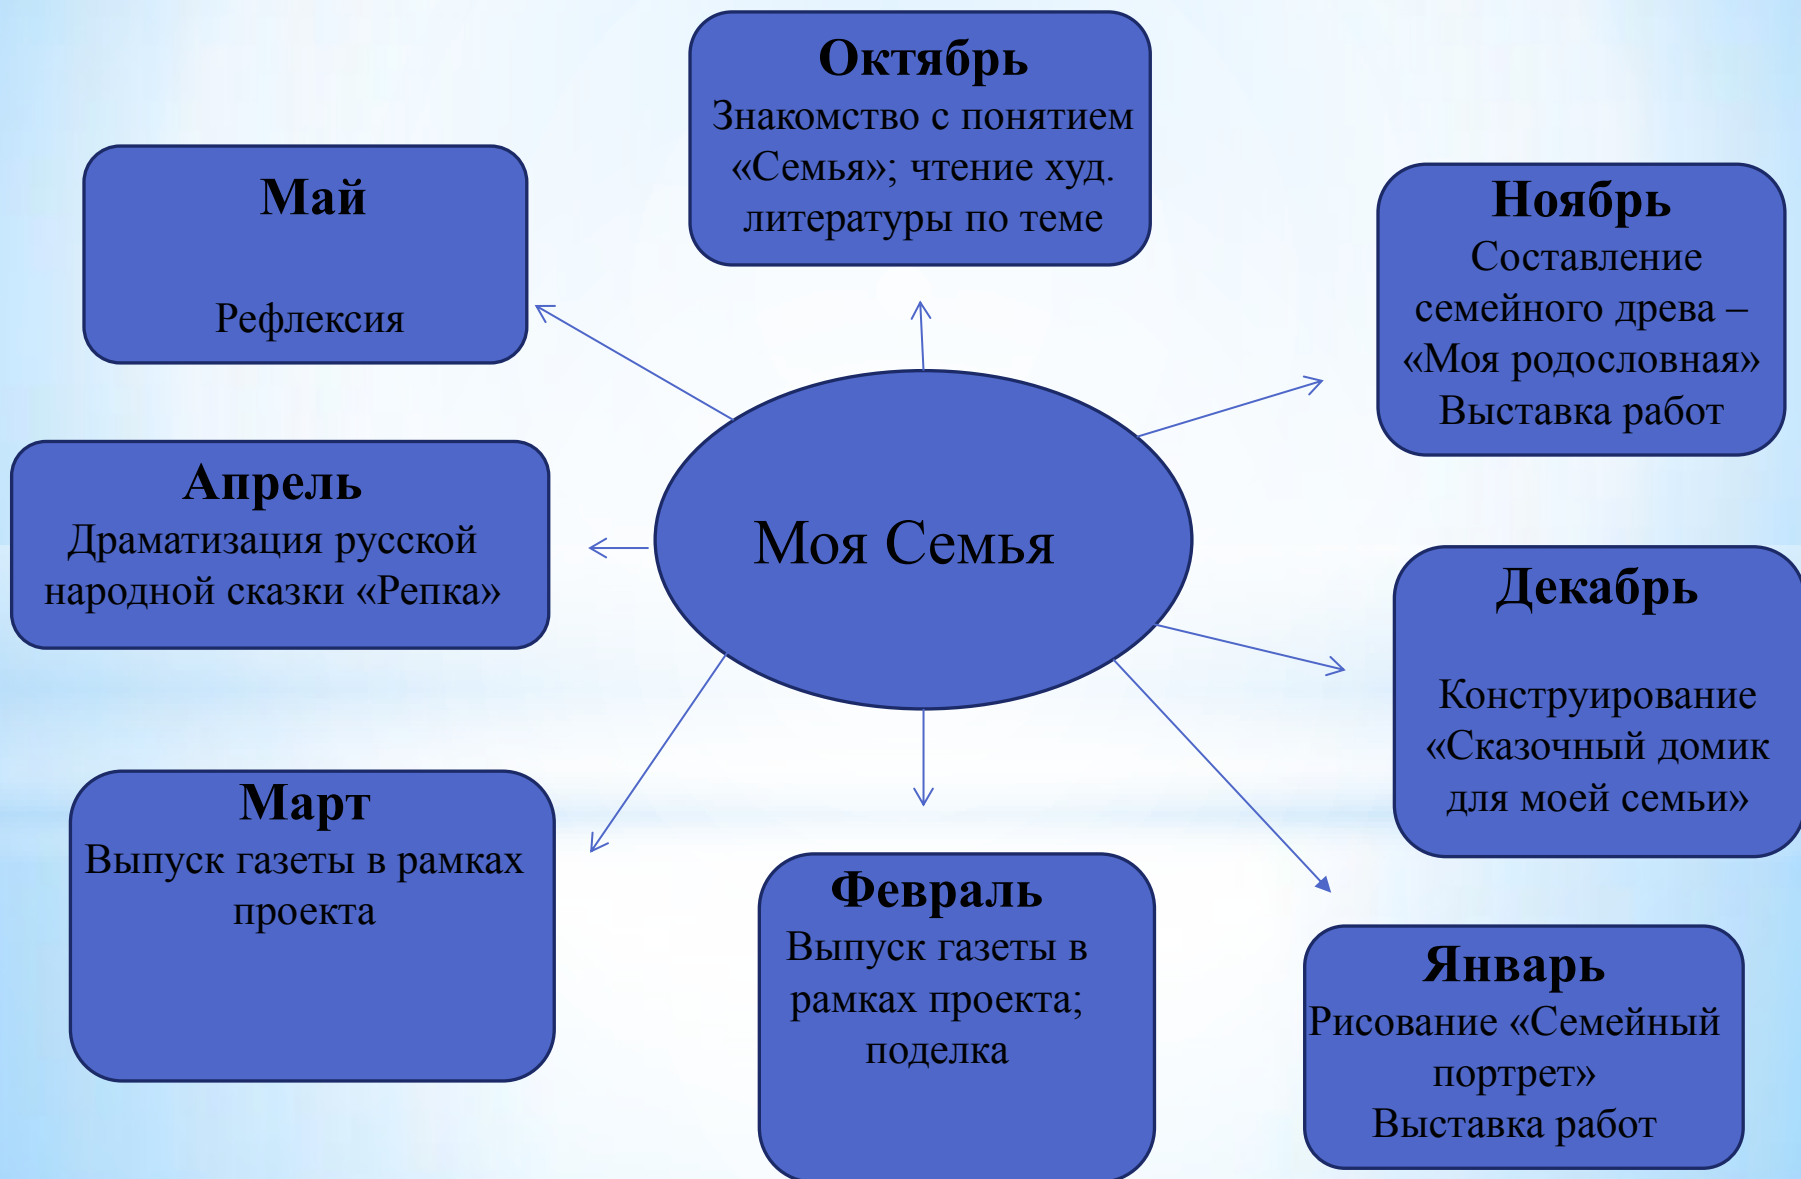 Октябрь
Знакомство с понятием
«Семья»; чтение худ.
литературы по теме
Май
Рефлексия
Ноябрь
Составление
семейного древа –
«Моя родословная»
Выставка работ
Апрель
Драматизация русской
народной сказки «Репка»
Моя Семья
Декабрь
Конструирование
«Сказочный домик
для моей семьи»
Март
Выпуск газеты в рамках
проекта
Февраль
Выпуск газеты в
рамках проекта;
поделка
Январь
Рисование «Семейный
портрет»
Выставка работ